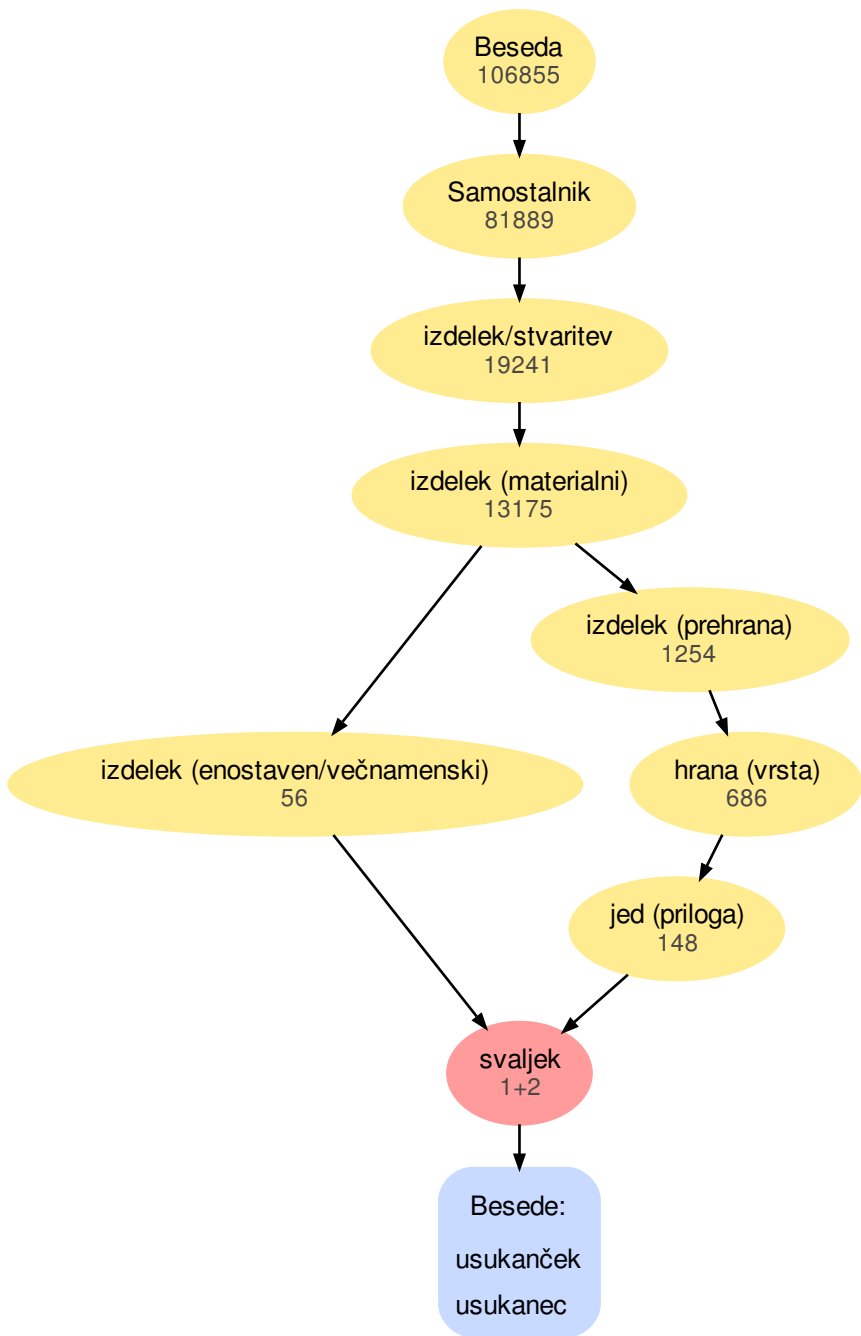 Beseda
106855
Samostalnik
81889
izdelek/stvaritev
19241
izdelek (materialni)
13175
izdelek (prehrana)
1254
izdelek (enostaven/večnamenski)
56
hrana (vrsta)
686
jed (priloga)
148
svaljek
1+2
Besede:
usukanček
usukanec